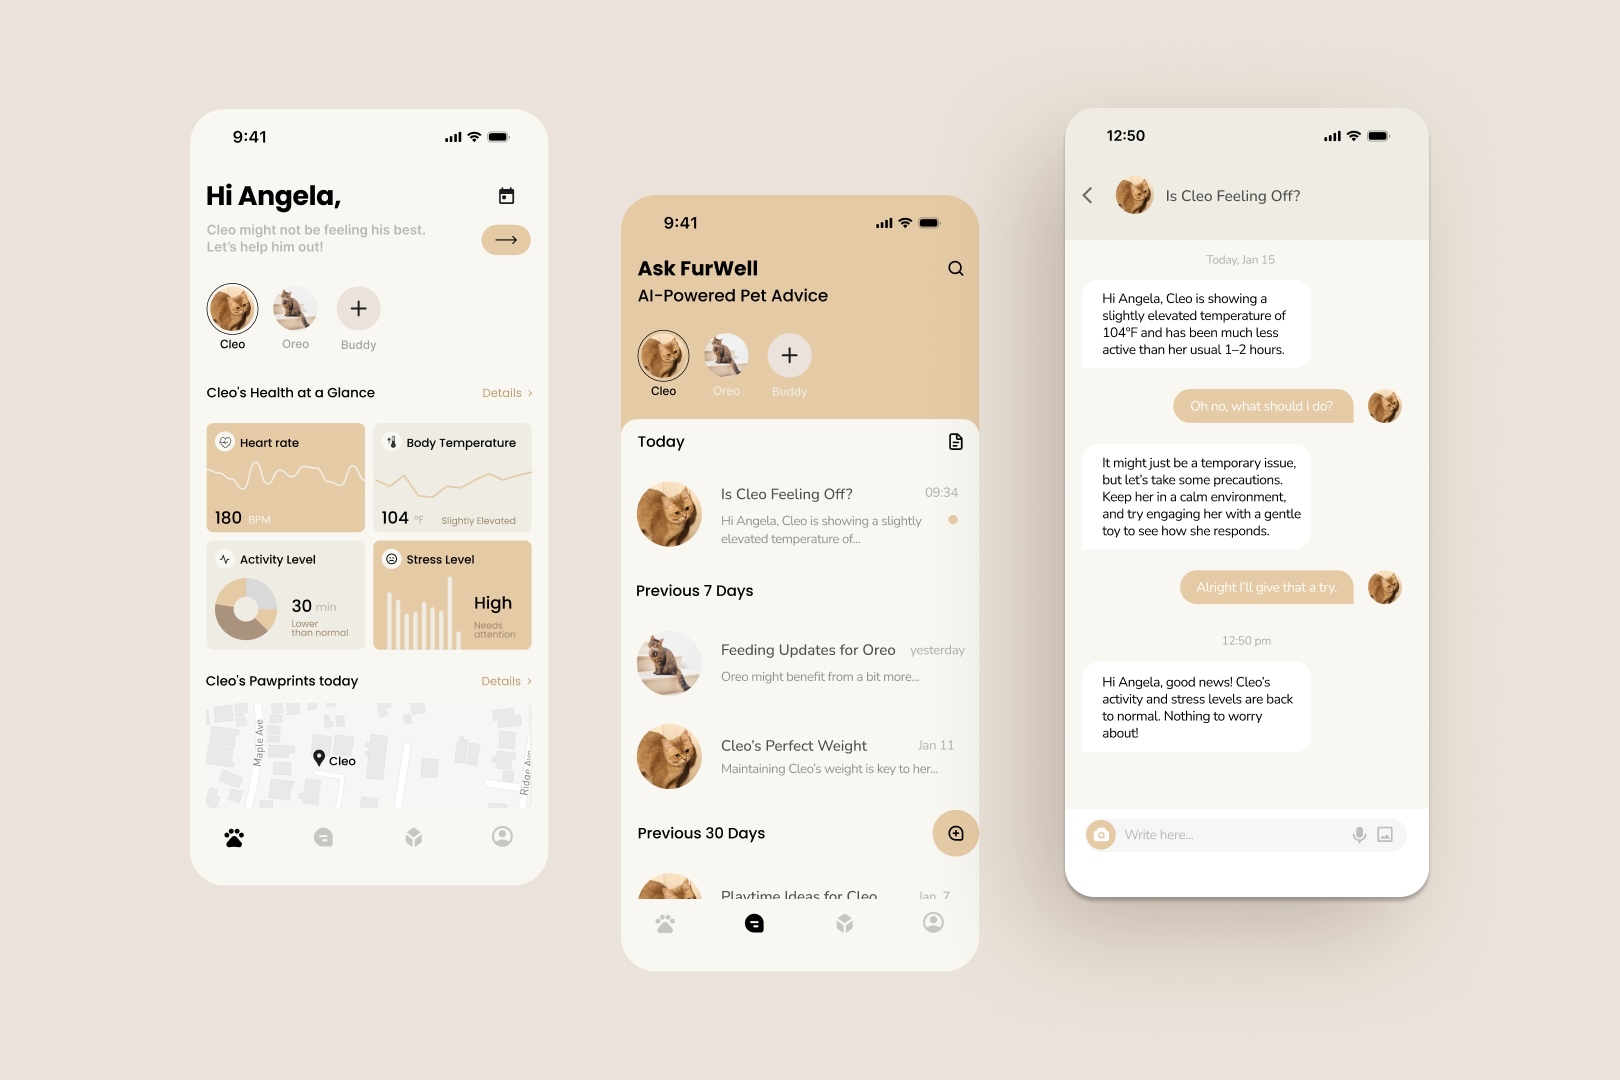 9:41
Hi Angela,
Cleo might not be feeling his best.
Let's help him out!
Cleo
Oreo
Buddy
Cleo's Health at a Glance
Details
Heart rate
180 BPM
Body Temperature
104 °F Slightly Elevated
Activity Level
30 min
Lower
than normal
Stress Level
High
Needs
attention
Cleo's Pawprints today
Details
Maple Ave
Cleo
Ridge Ave
9:41
Ask FurWell
AI-Powered Pet Advice
Cleo
Oreo
Buddy
Today
Is Cleo Feeling Off?
09:34
Hi Angela, Cleo is showing a slightly
elevated temperature of...
Previous 7 Days
Feeding Updates for Oreo
yesterday
Oreo might benefit from a bit more...
Cleo's Perfect Weight
Jan 11
Maintaining Cleo's weight is key to her...
Previous 30 Days
Playtime Ideas for Cleo
Jan 7
12:50
Is Cleo Feeling Off?
Today, Jan 15
Hi Angela, Cleo is showing a
slightly elevated temperature of
104°F and has been much less
active than her usual 1–2 hours.
Oh no, what should I do?
It might just be a temporary issue,
but let's take some precautions.
Keep her in a calm environment,
and try engaging her with a gentle
toy to see how she responds.
Alright I'll give that a try.
12:50 pm
Hi Angela, good news! Cleo's
activity and stress levels are back
to normal. Nothing to worry
about!
Write here...